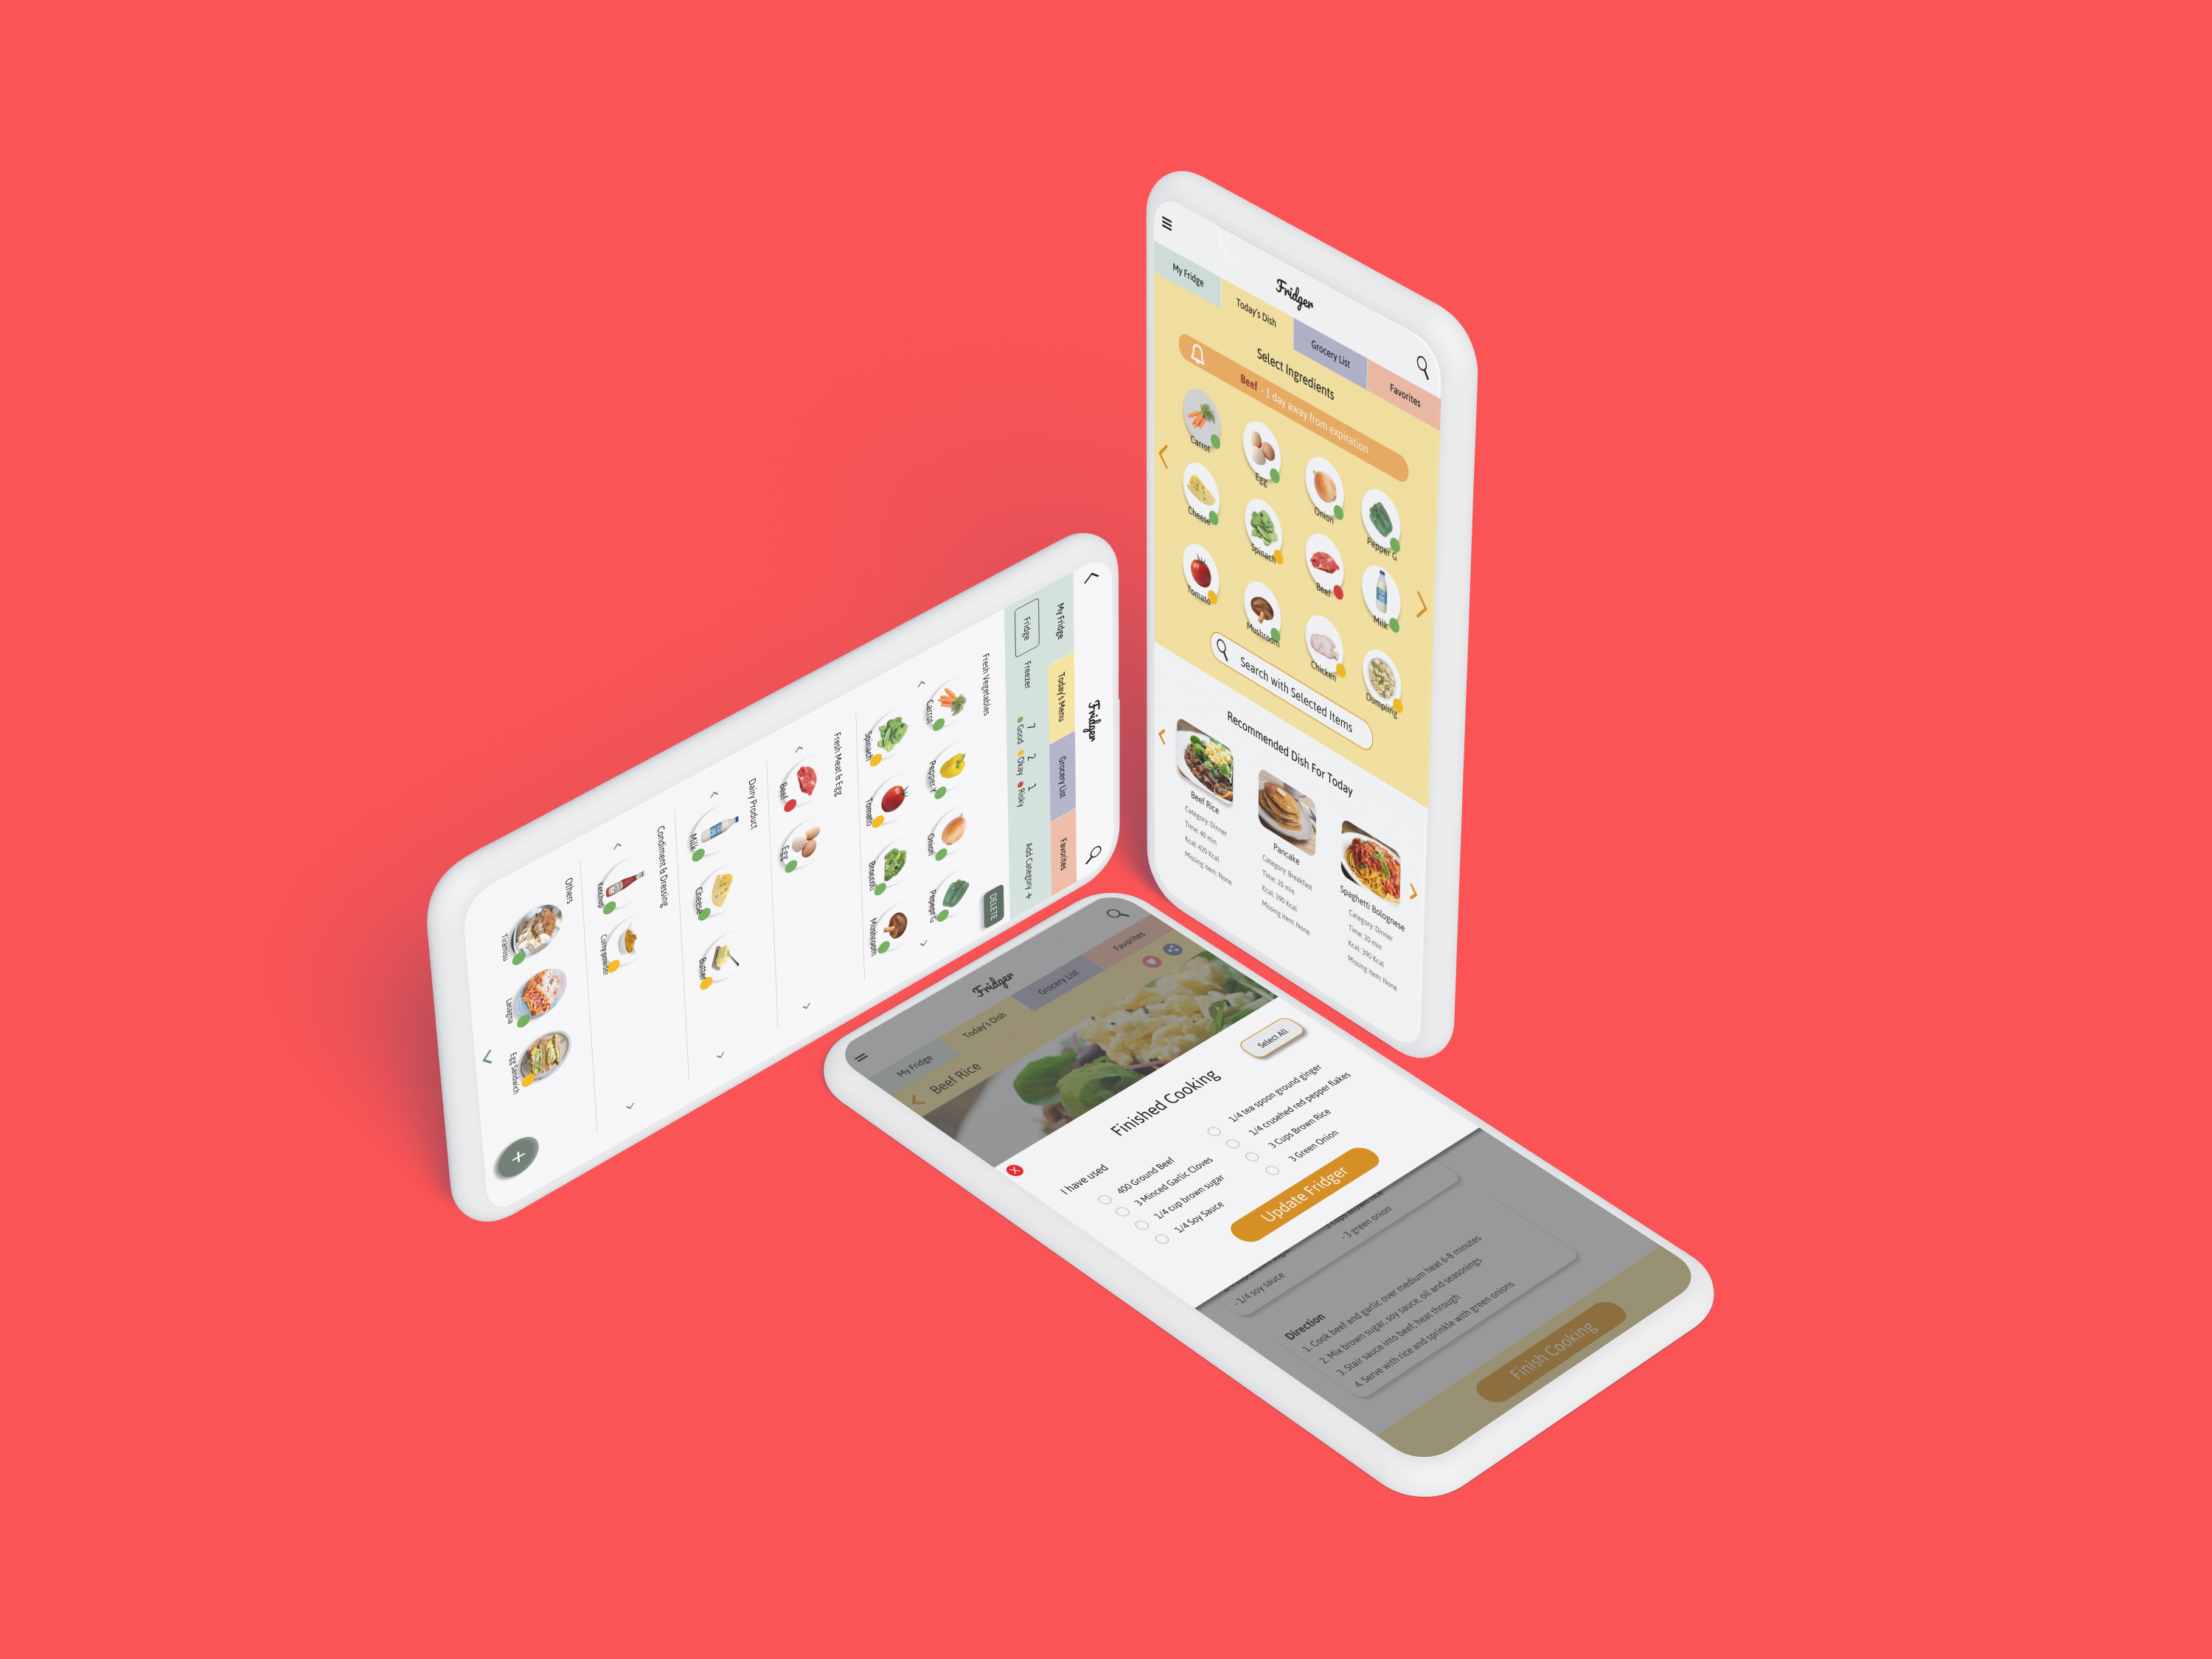 Fridger
My Fridge
Today's Dish
Grocery List
Favorites
Select Ingredients
Beef - 1 day away from expiration
Carrot
Egg
Onion
Pepper G
Cheese
Spinach
Beef
Milk
Tomato
Mushroom
Chicken
Dumpling
Search with Selected Items
Recommended Dish For Today
Beef Rice
Category: Dinner
Time: 40 min
Kcal: 420 Kcal
Missing item: None
Pancake
Category: Breakfast
Time: 20 min
Kcal: 390 Kcal
Missing item: None
Spaghetti Bolognese
Category: Dinner
Time: 20 min
Kcal: 390 Kcal
Missing item: None
Fridger
My Fridge
Today's Menu
Grocery List
Favorites
Fridge
Freezer
7 2 1
Good Okay Risky
Add Category +
DELETE
Fresh Vegetables
Carrot
Pepper Y
Onion
Pepepr G
Spinach
Tomato
Broccoli
Mushroom
Fresh Meat & Egg
Beef
Egg
Dairy Product
Milk
Cheese
Butter
Condiment & Dressing
Ketchup
Curry powder
Others
Tiramisu
Lasagna
Egg Sandwich
Fridger
My Fridge
Today's Dish
Grocery List
Favorites
Beef Rice
Select All
Finished Cooking
I have used
400 Ground Beef
3 Minced Garlic Cloves
1/4 cup brown sugar
1/4 Soy Sauce
1/4 tea spoon ground ginger
1/4 crusehed red pepper flakes
3 Cups Brown Rice
3 Green Onion
Update Fridger
- 1/4 soy sauce
- 3 green onion
Direction
1. Cook beef and garlic over medium heat 6-8 minutes
2. Mix brown sugar, soy sauce, oil and seasonings
3. Stair sauce into beef, heat through
4. Serve with rice and sprinkle with green onions
Finish Cooking